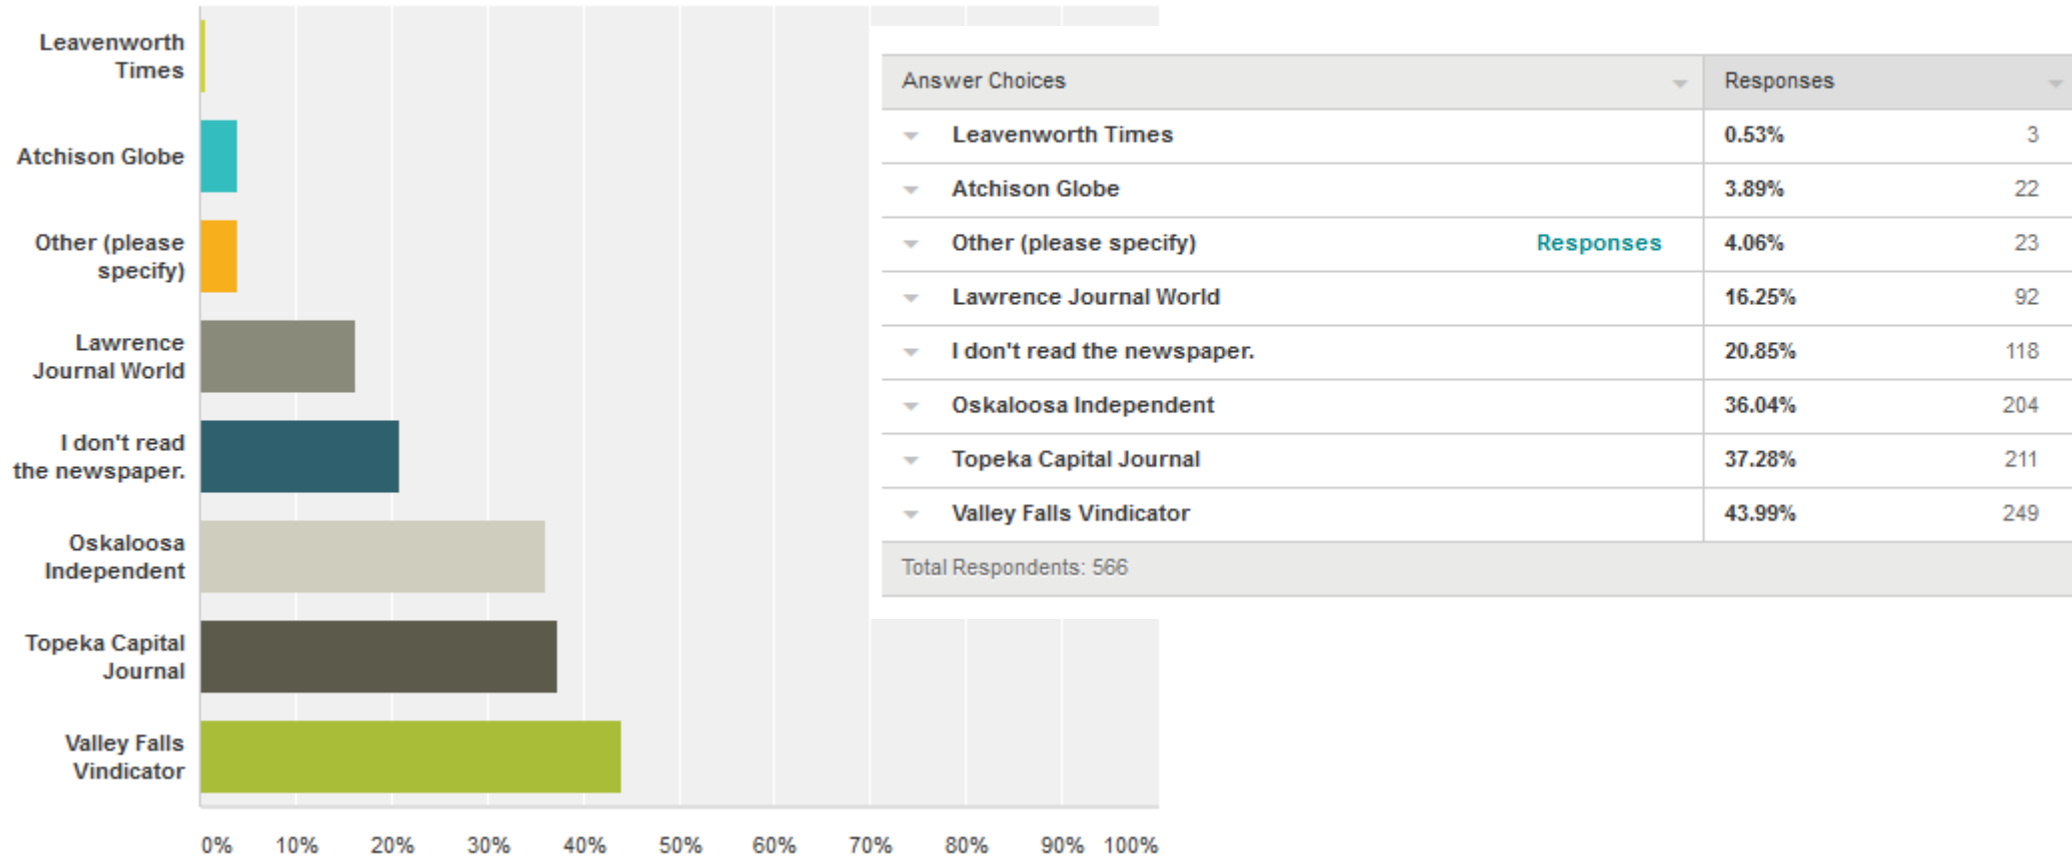 Leavenworth
Times
Atchison Globe
Other (please
specify)
Lawrence
Journal World
I don't read
the newspaper.
Oskaloosa
Independent
Topeka Capital
Journal
Valley Falls
Vindicator
0% 10% 20% 30% 40% 50% 60% 70% 80% 90% 100%
Answer Choices Responses
Leavenworth Times 0.53% 3
Atchison Globe 3.89% 22
Other (please specify) Responses 4.06% 23
Lawrence Journal World 16.25% 92
I don't read the newspaper. 20.85% 118
Oskaloosa Independent 36.04% 204
Topeka Capital Journal 37.28% 211
Valley Falls Vindicator 43.99% 249
Total Respondents: 566